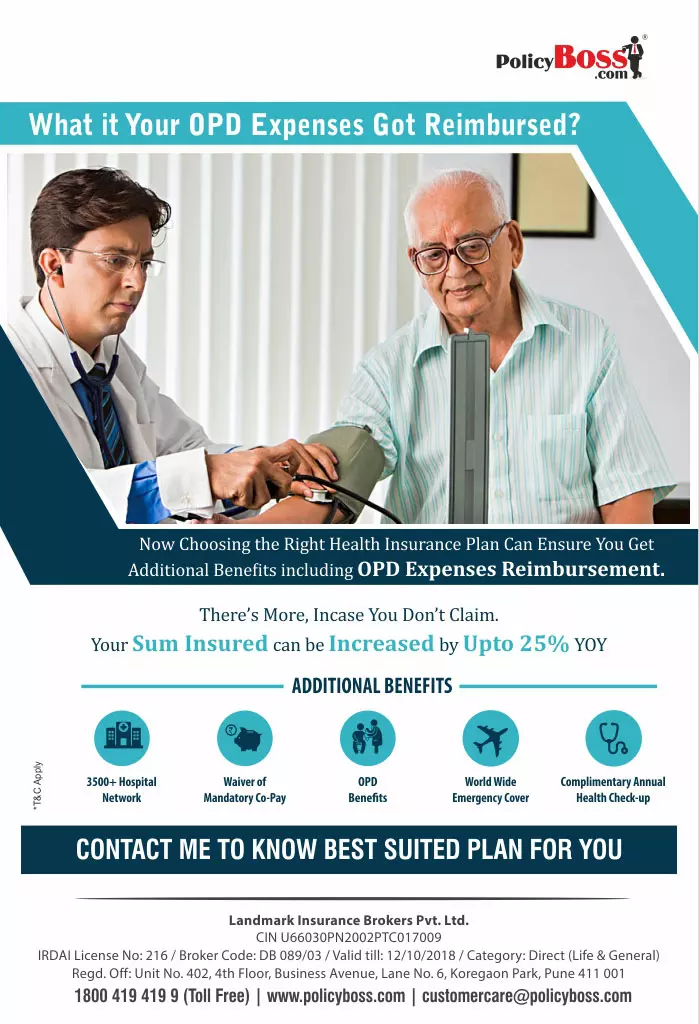 PolicyBoss®
.com
What it Your OPD Expenses Got Reimbursed?
Now Choosing the Right Health Insurance Plan Can Ensure You Get
Additional Benefits including OPD Expenses Reimbursement.
There's More, Incase You Don't Claim.
Your Sum Insured can be Increased by Upto 25% YOY
ADDITIONAL BENEFITS
3500+ Hospital
Network
Waiver of
Mandatory Co-Pay
OPD
Benefits
World Wide
Emergency Cover
Complimentary Annual
Health Check-up
*T&C Apply
CONTACT ME TO KNOW BEST SUITED PLAN FOR YOU
Landmark Insurance Brokers Pvt. Ltd.
CIN U66030PN2002PTC017009
IRDAI License No: 216 / Broker Code: DB 089/03 / Valid till: 12/10/2018 / Category: Direct (Life & General)
Regd. Off: Unit No. 402, 4th Floor, Business Avenue, Lane No. 6, Koregaon Park, Pune 411 001
1800 419 419 9 (Toll Free) | www.policyboss.com | customercare@policyboss.com